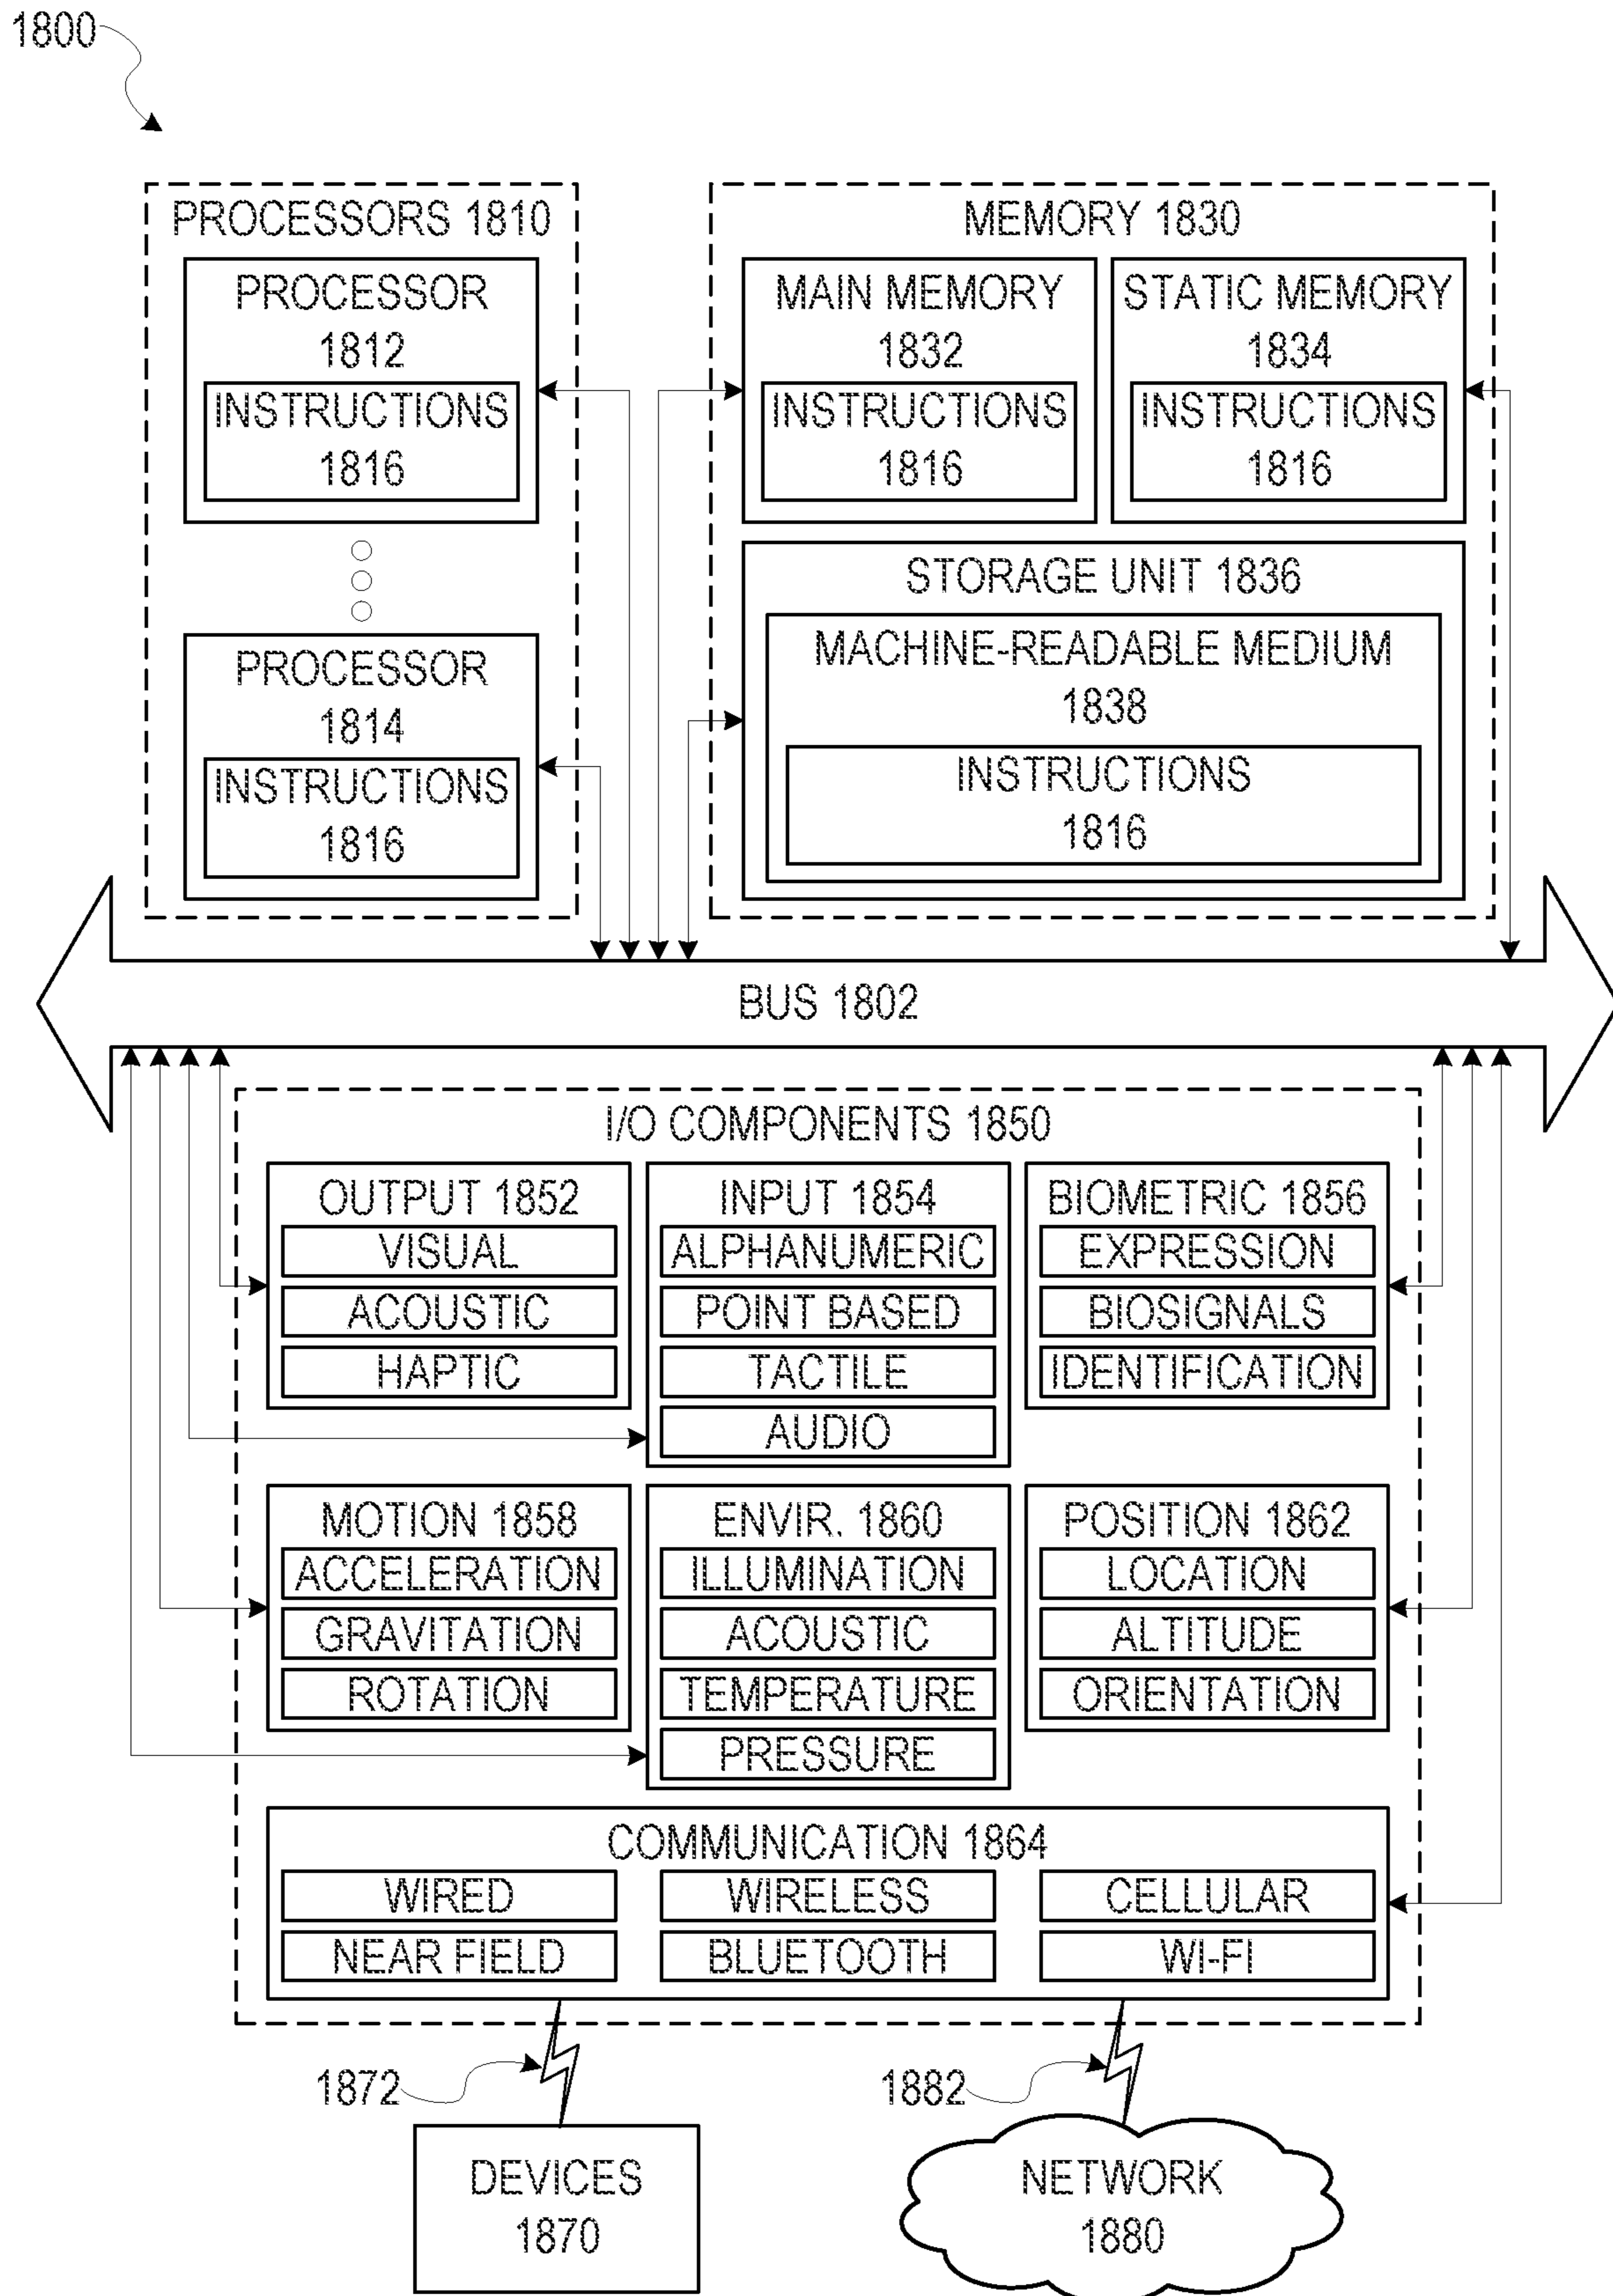 1800
PROCESSORS 1810
PROCESSOR
1812
INSTRUCTIONS
1816
PROCESSOR
1814
INSTRUCTIONS
1816
MEMORY 1830
MAIN MEMORY
1832
INSTRUCTIONS
1816
STATIC MEMORY
1834
INSTRUCTIONS
1816
STORAGE UNIT 1836
MACHINE-READABLE MEDIUM
1838
INSTRUCTIONS
1816
BUS 1802
I/O COMPONENTS 1850
OUTPUT 1852
VISUAL
ACOUSTIC
HAPTIC
INPUT 1854
ALPHANUMERIC
POINT BASED
TACTILE
AUDIO
BIOMETRIC 1856
EXPRESSION
BIOSIGNALS
IDENTIFICATION
MOTION 1858
ACCELERATION
GRAVITATION
ROTATION
ENVIR. 1860
ILLUMINATION
ACOUSTIC
TEMPERATURE
PRESSURE
POSITION 1862
LOCATION
ALTITUDE
ORIENTATION
COMMUNICATION 1864
WIRED
WIRELESS
CELLULAR
NEAR FIELD
BLUETOOTH
WI-FI
1872
1882
DEVICES
1870
NETWORK
1880